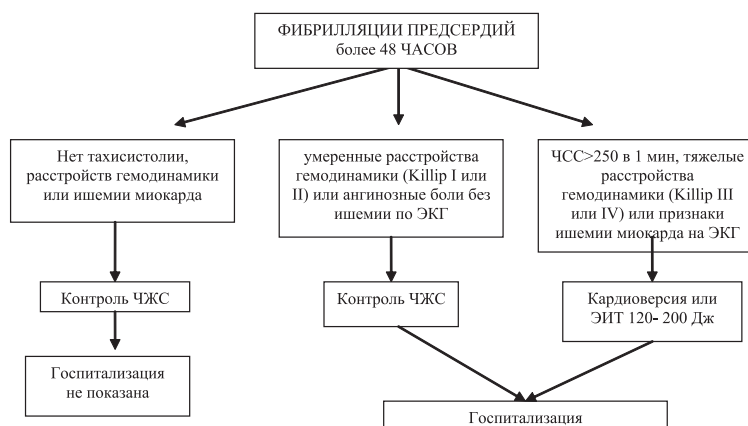 ФИБРИЛЛЯЦИИ ПРЕДСЕРДИЙ
более 48 ЧАСОВ
Нет тахисистолии,
расстройств гемодинамики
или ишемии миокарда
умеренные расстройства
гемодинамики (Killip I или
II) или ангинозные боли без
ишемии по ЭКГ
ЧСС>250 в 1 мин, тяжелые
расстройства
гемодинамики (Killip III
или IV) или признаки
ишемии миокарда на ЭКГ
Контроль ЧЖС
Контроль ЧЖС
Кардиоверсия или
ЭИТ 120- 200 Дж
Госпитализация
не показана
Госпитализация